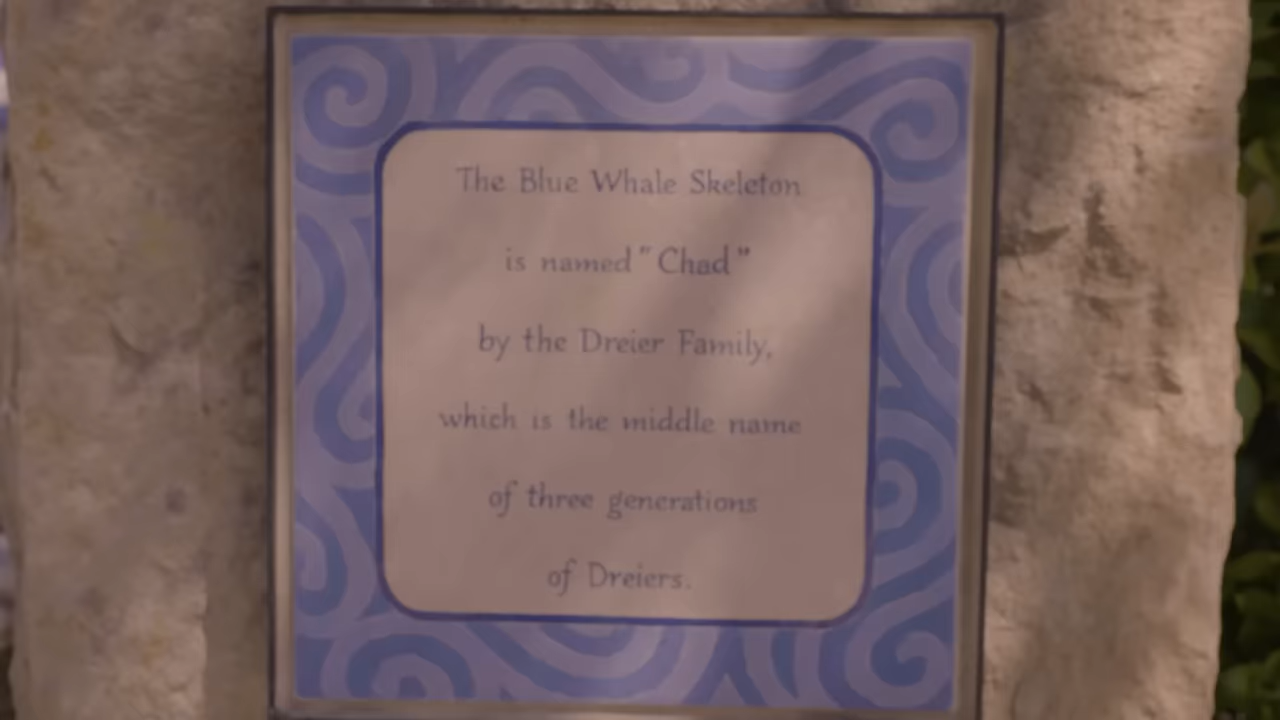 The Blue Whale Skeleton
is named "Chad"
by the Dreier Family,
which is the middle name
of three generations
of Dreiers.